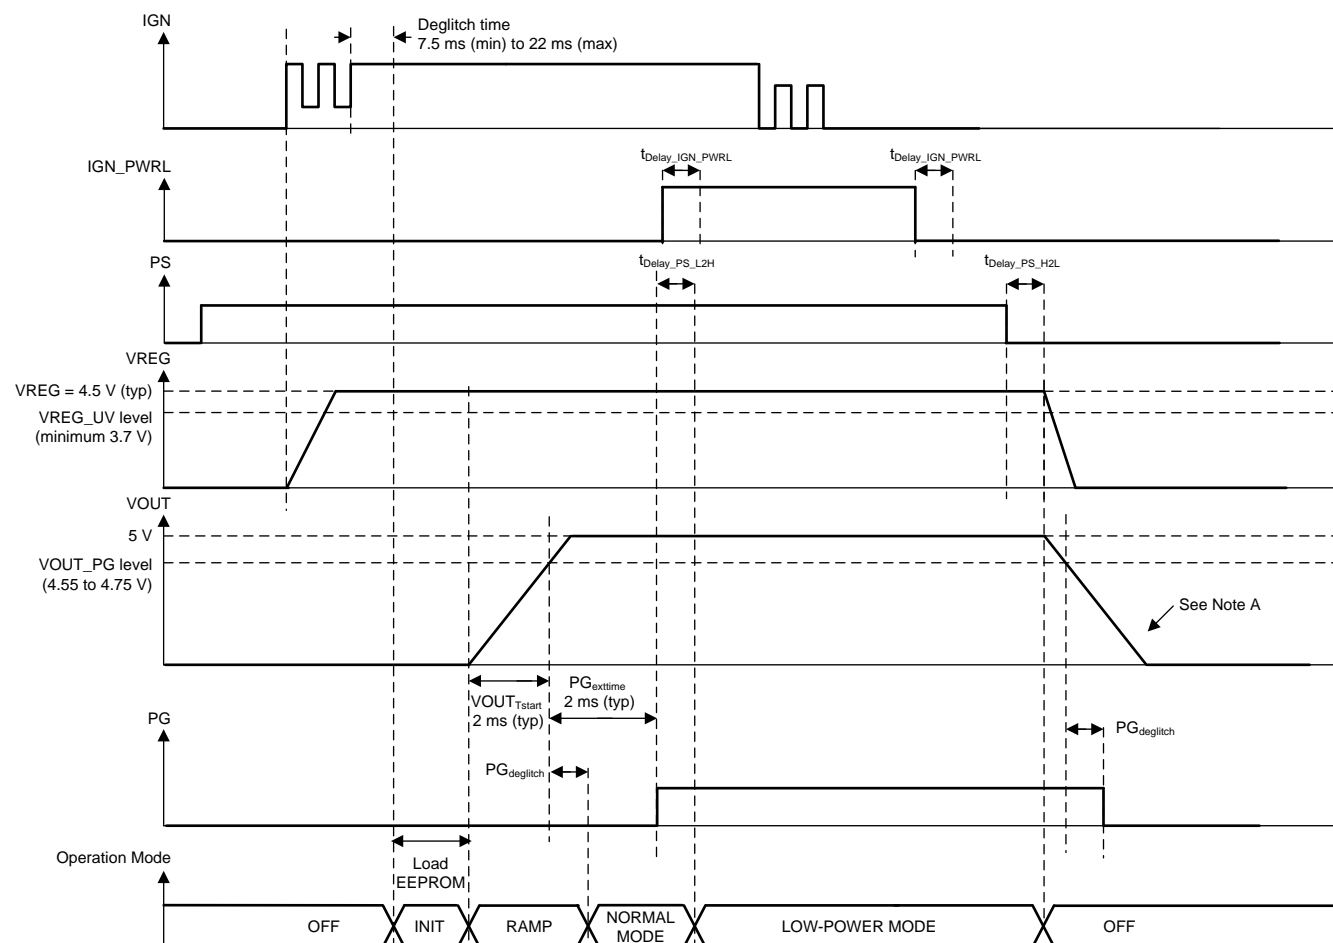 IGN
Deglitch time
7.5 ms (min) to 22 ms (max)
IGN_PWRL
tDelay_IGN_PWRL
tDelay_IGN_PWRL
PS
tDelay_PS_L2H
tDelay_PS_H2L
VREG
VREG = 4.5 V (typ)
VREG_UV level
(minimum 3.7 V)
VOUT
5 V
VOUT_PG level
(4.55 to 4.75 V)
See Note A
VOUTTstart
2 ms (typ)
PGexttime
2 ms (typ)
PG
PGdeglitch
PGdeglitch
Load
EEPROM
Operation Mode
OFF
INIT
RAMP
NORMAL
MODE
LOW-POWER MODE
OFF